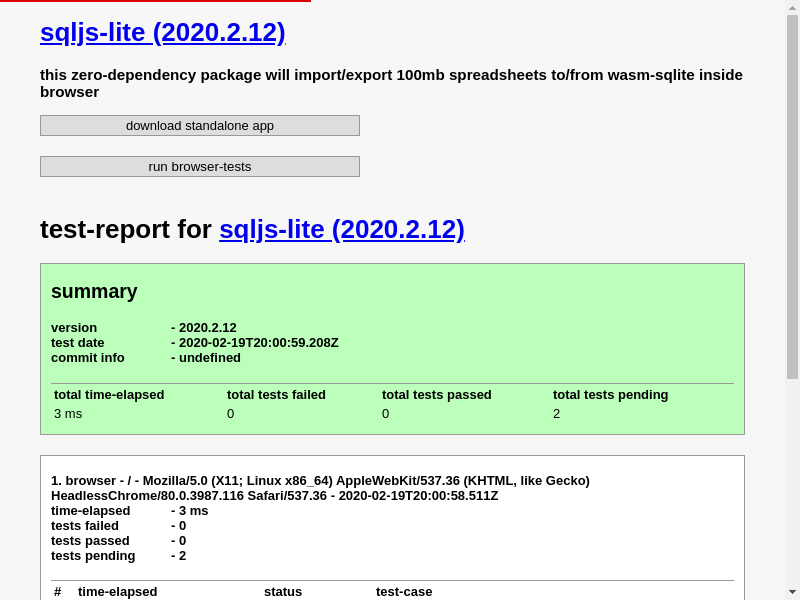 sqljs-lite (2020.2.12)
this zero-dependency package will import/export 100mb spreadsheets to/from wasm-sqlite inside
browser
download standalone app
run browser-tests
test-report for sqljs-lite (2020.2.12)
summary
version - 2020.2.12
test date - 2020-02-19T20:00:59.208Z
commit info - undefined
total time-elapsed total tests failed total tests passed total tests pending
3 ms 0 0 2
1. browser - / - Mozilla/5.0 (X11; Linux x86_64) AppleWebKit/537.36 (KHTML, like Gecko)
HeadlessChrome/80.0.3987.116 Safari/537.36 - 2020-02-19T20:00:58.511Z
time-elapsed - 3 ms
tests failed - 0
tests passed - 0
tests pending - 2
# time-elapsed status test-case